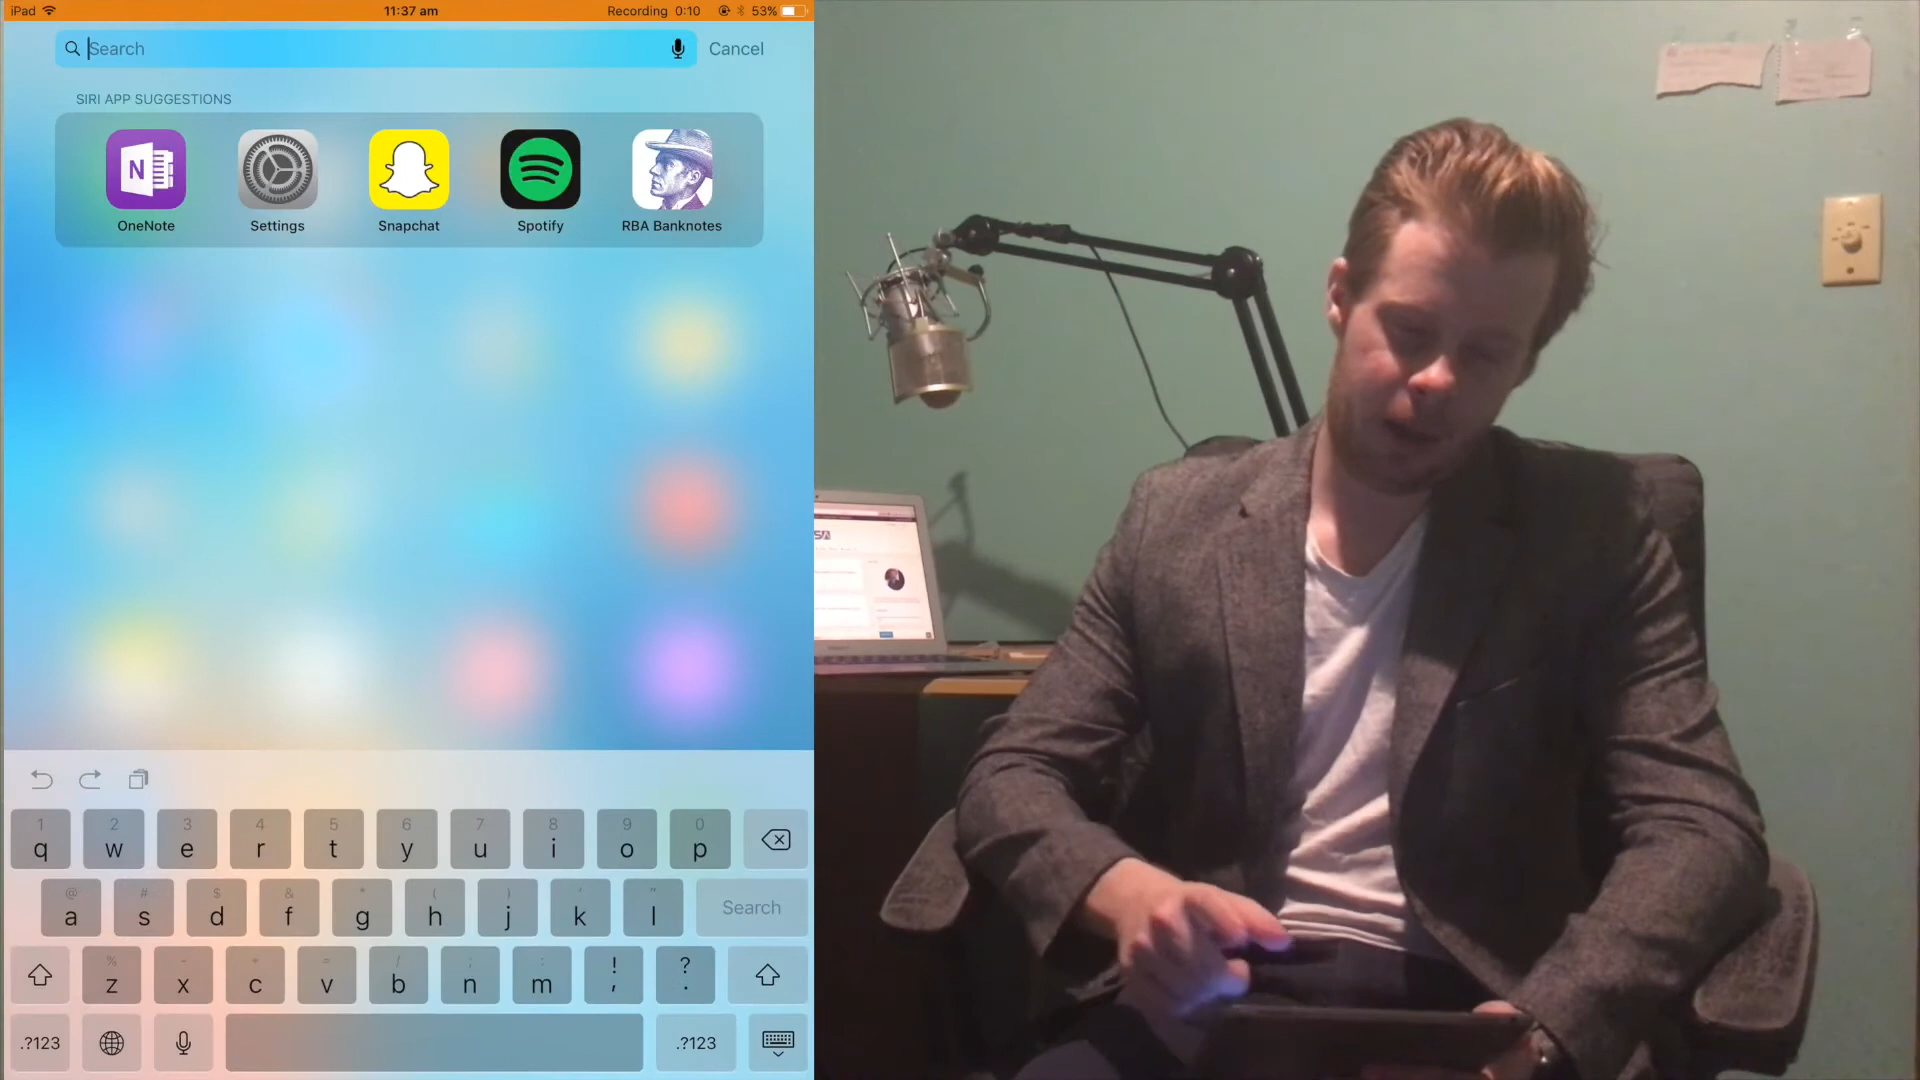 iPad 11:37 am Recording 0:10 53%
Search Cancel
SIRI APP SUGGESTIONS
N
OneNote Settings Snapchat Spotify RBA Banknotes
1 2 3 4 5 6 7 8 9 0
q w e r t y u i o p
@ # $ & * ( ) ' "
a s d f g h j k l Search
% - + = / ; : ! ?
z x c v b n m , .
.?123 .?123
SA